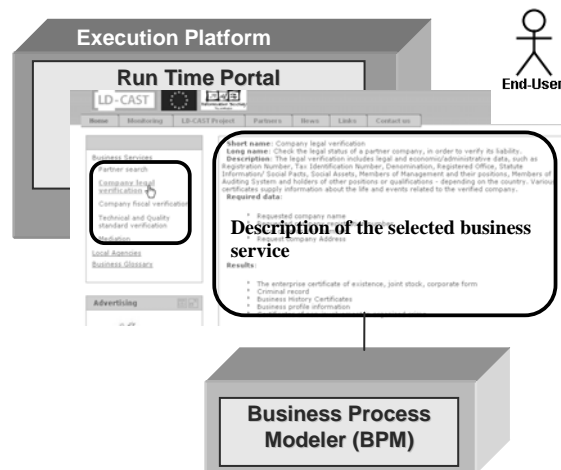 Execution Platform
Run Time Portal
End-User
LD-CAST
Home Monitoring LD-CAST Project Partners News Links Contact us
Business Services
Partner search
Company legal
verification
Company fiscal verification
Technical and Quality
standard verification
Mediation
Local Agencies
Business Glossary
Advertising
Short name: Company legal verification
Long name: Check the legal status of a partner company, in order to verify its liability.
Description: The legal verification includes legal and economic/administrative data, such as
Registration Number, Tax Identification Number, Denomination, Registered Office, Statute
Information/ Social Facts, Social Assets, Members of Management and their positions, Members of
Auditing System and holders of other positions or qualifications - depending on the country. Various
certificates supply information about the life and events related to the verified company.
Required data:
Requested company name
Description of the selected business
service
Request company Address
Results:
The enterprise certificate of existence, joint stock, corporate form
Criminal record
Business History Certificates
Business profile information
Business Process
Modeler (BPM)